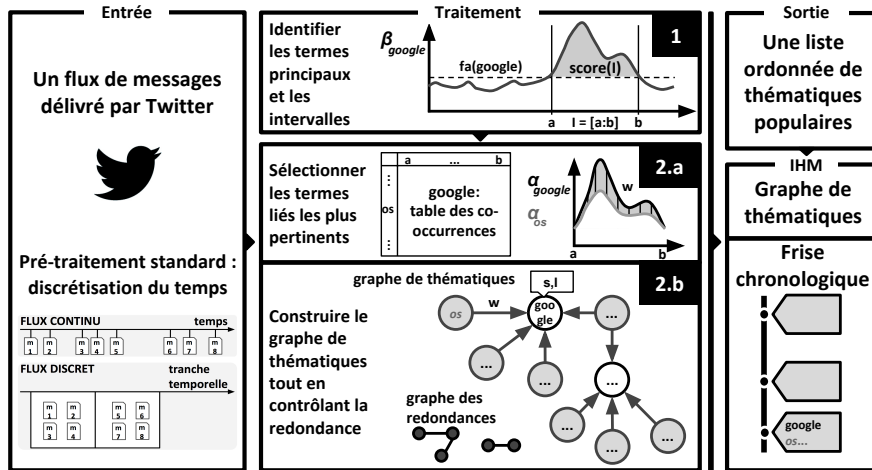 Entrée
Un flux de messages
délivré par Twitter
Pré-traitement standard :
discrétisation du temps
FLUX CONTINU temps
m 1 m 2 m 3 m 4 m 5 m 6 m 7 m 8
FLUX DISCRET tranche
temporelle
m 1 m 2 m 5 m 6
m 3 m 4 m 7 m 8
Traitement
1
Identifier
les termes
principaux
et les
intervalles
β google
fa(google)
score(I)
a I = [a:b] b
2.a
Sélectionner
les termes
liés les plus
pertinents
a ... b
⋮
os
⋮
google:
table des co-
occurrences
α google
α os
w
a b
2.b
Construire le
graphe de
thématiques
tout en
contrôlant la
redondance
graphe de thématiques
s,I
os
w
goo
gle
...
...
...
...
...
...
...
graphe des
redondances
Sortie
Une liste
ordonnée de
thématiques
populaires
IHM
Graphe de
thématiques
Frise
chronologique
google
os...